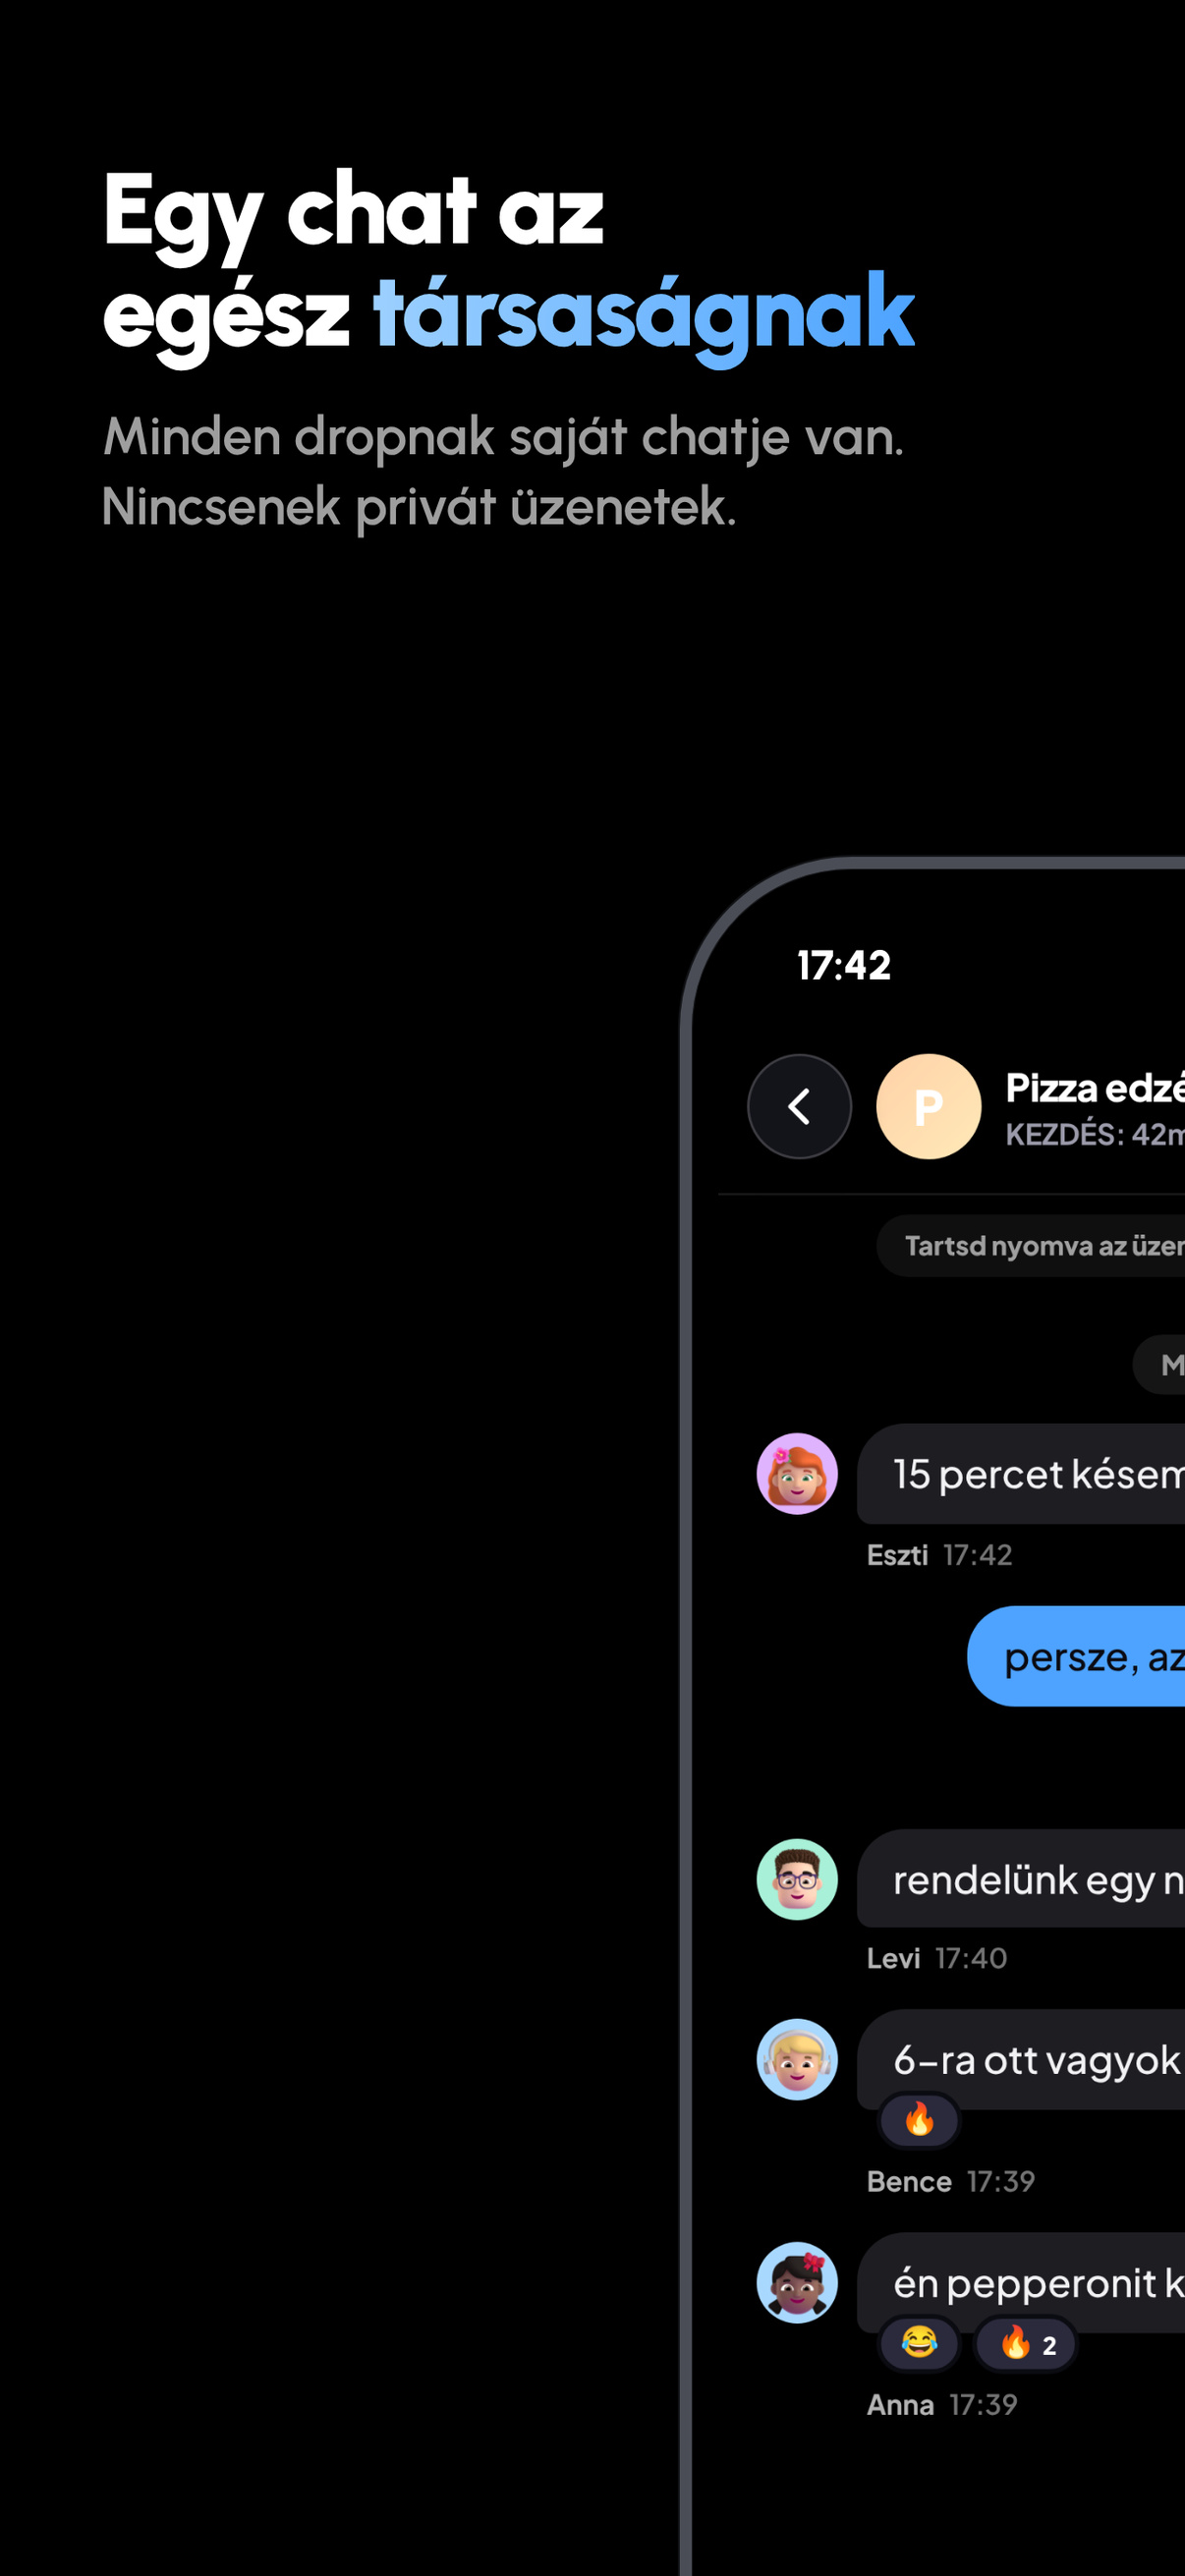 Egy chat az
egész társaságnak
Minden dropnak saját chatje van.
Nincsenek privát üzenetek.
17:42
P
Pizza
KEZDÉS:
Tartsd nyomva az
15 percet
Eszti 17:42
persze, az
rendelünk egy
Levi 17:40
6-ra ott vagyok
Bence 17:39
én pepperonit
2
Anna 17:39